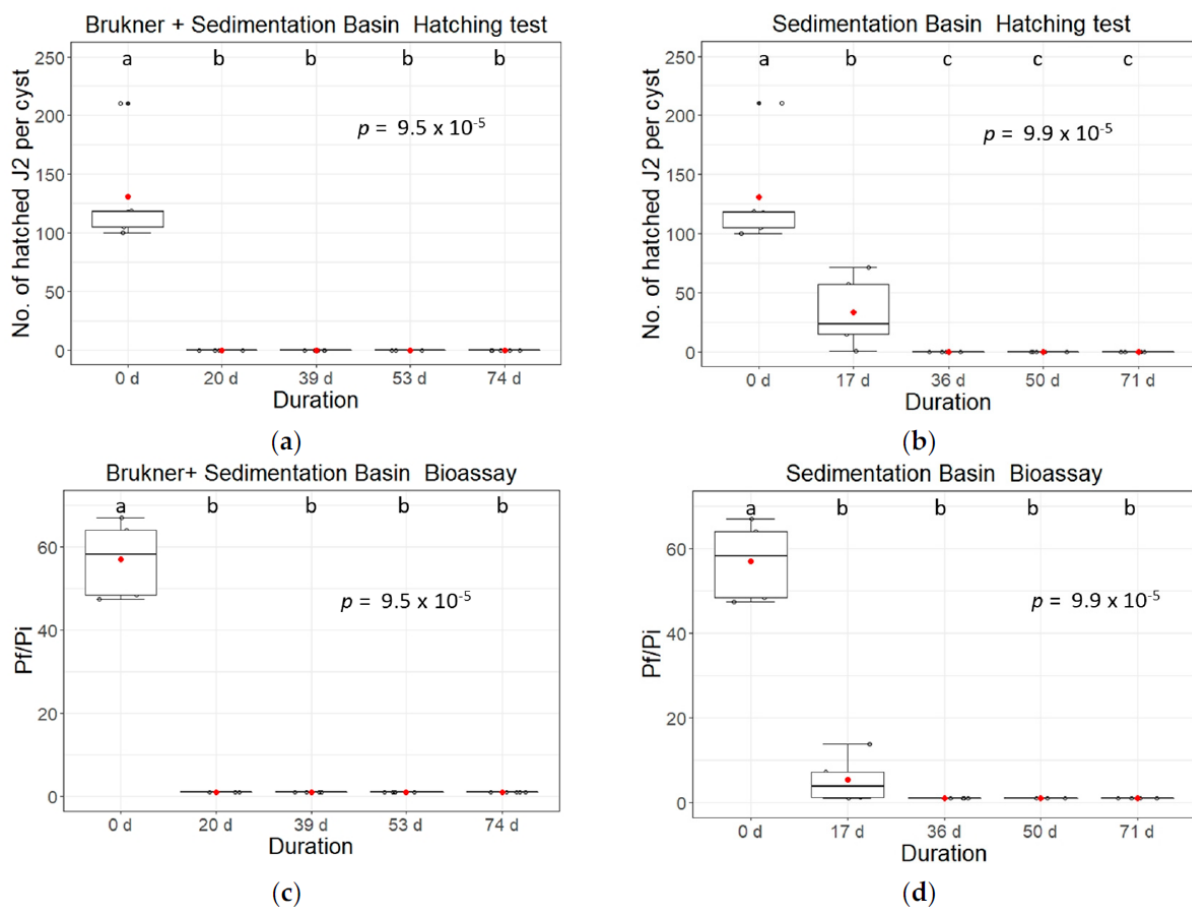 Brukner + Sedimentation Basin Hatching test
No. of hatched J2 per cyst
250
200
150
100
50
0
a b b b b
p = 9.5 x 10-5
0 d 20 d 39 d 53 d 74 d
Duration
(a)
Sedimentation Basin Hatching test
No. of hatched J2 per cyst
250
200
150
100
50
0
a b c c c
p = 9.9 x 10-5
0 d 17 d 36 d 50 d 71 d
Duration
(b)
Brukner+ Sedimentation Basin Bioassay
Pf/Pi
60
40
20
0
a b b b b
p = 9.5 x 10-5
0 d 20 d 39 d 53 d 74 d
Duration
(c)
Sedimentation Basin Bioassay
Pf/Pi
60
40
20
0
a b b b b
p = 9.9 x 10-5
0 d 17 d 36 d 50 d 71 d
Duration
(d)